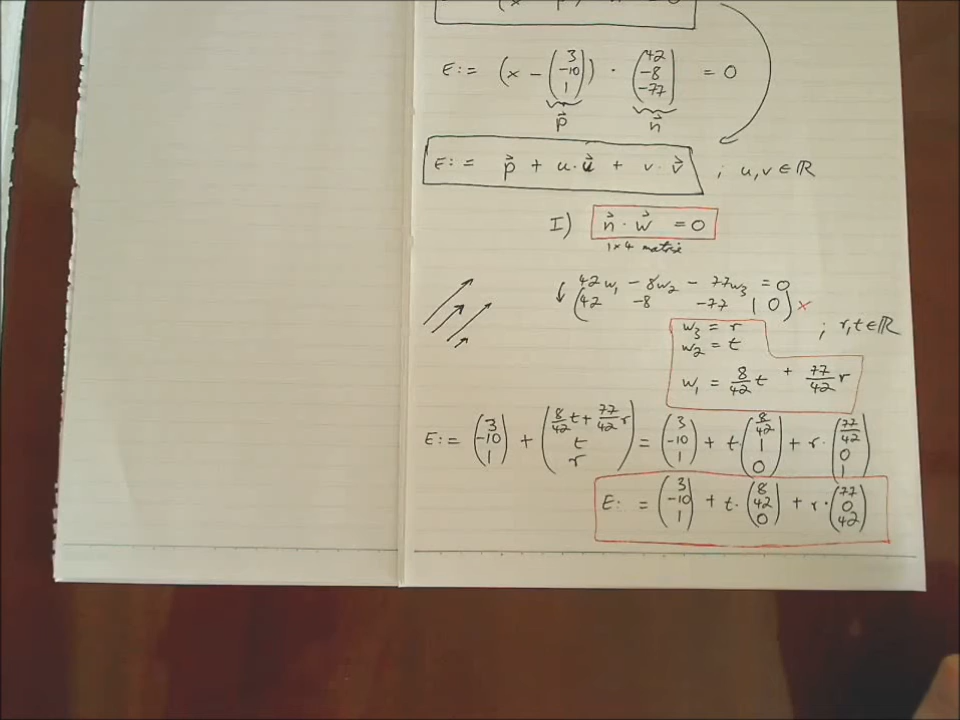 E := (x - (3 -10 1)) · (42 -8 -77) = 0
p⃗ n⃗
E := p⃗ + u · u⃗ + v · v⃗ ; u, v ∈ ℝ
I) n⃗ · w⃗ = 0
1x4 matrix
42w₁ - 8w₂ - 77w₃ = 0
(42 -8 -77 | 0) x
w₃ = r ; r, t ∈ ℝ
w₂ = t
w₁ = 8/42 t + 77/42 r
E := (3 -10 1) + (8/42 t + 77/42 r t r) = (3 -10 1) + t · (8/42 1 0) + r · (77/42 0 1)
E: = (3 -10 1) + t · (8 42 0) + r · (77 0 42)